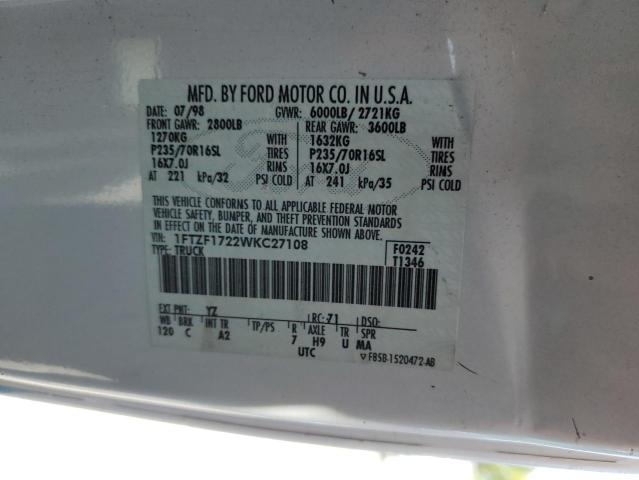 MFD. BY FORD MOTOR CO. IN U.S.A.
DATE: 07/98 GVWR: 6000LB/ 2721KG
FRONT GAWR: 2800LB REAR GAWR: 3600LB
1270KG WITH 1632KG WITH
P235/70R16SL TIRES P235/70R16SL TIRES
16X7.0J RIMS 16X7.0J RIMS
AT 221 kPa/32 PSI COLD AT 241 kPa/35 PSI COLD
THIS VEHICLE CONFORMS TO ALL APPLICABLE FEDERAL MOTOR
VEHICLE SAFETY, BUMPER, AND THEFT PREVENTION STANDARDS
IN EFFECT ON THE DATE OF MANUFACTURE SHOWN ABOVE.
VIN: 1FTZF1722WKC27108 F0242
TYPE: TRUCK T1346
EXT PNT: YZ RC: 71 DSO:
WB BRK INT TR TP/PS R AXLE TR SPR
120 C A2 7 H9 U MA
UTC ▽ F85B-1520472-AB